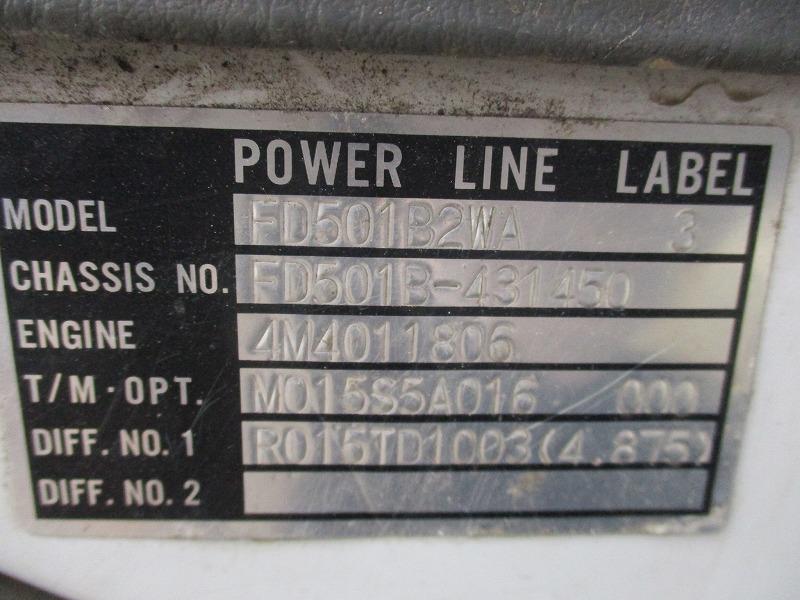 POWER LINE LABEL
MODEL FD501B2WA 3
CHASSIS NO. FD501B-431450
ENGINE 4M4011806
T/M·OPT. M015S5A016 000
DIFF. NO. 1 R015TD1003(4.875)
DIFF. NO. 2